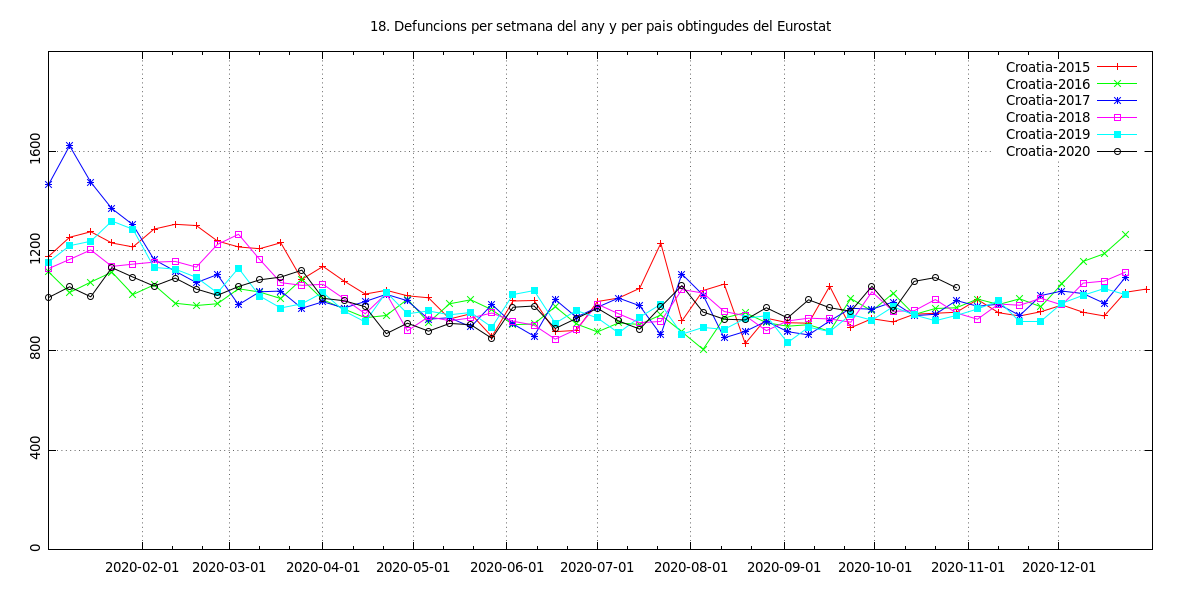 18. Defuncions per setmana del any y per pais obtingudes del Eurostat
Croatia-2015
Croatia-2016
Croatia-2017
Croatia-2018
Croatia-2019
Croatia-2020
1600
1200
800
400
0
2020-02-01 2020-03-01 2020-04-01 2020-05-01 2020-06-01 2020-07-01 2020-08-01 2020-09-01 2020-10-01 2020-11-01 2020-12-01